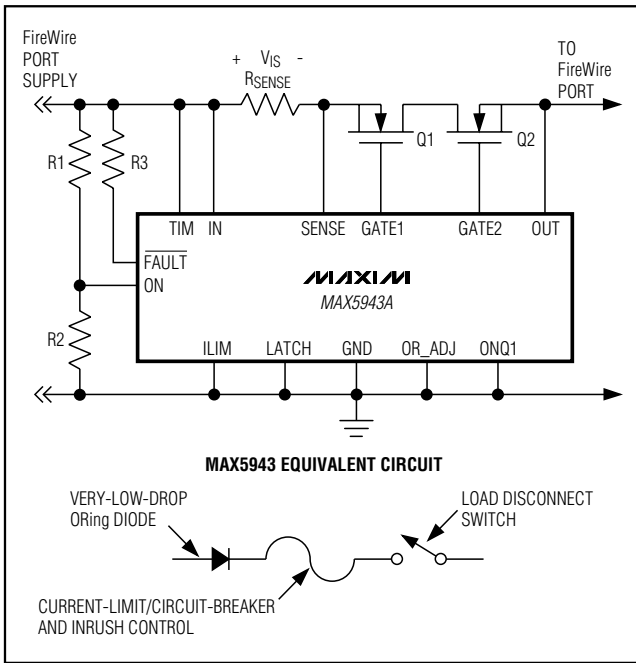 FireWire
PORT
SUPPLY
+ VIS -
RSENSE
TO
FireWire
PORT
R1
R3
Q1
Q2
TIM IN SENSE GATE1 GATE2 OUT
FAULT
ON
MAXIM
MAX5943A
R2
ILIM LATCH GND OR_ADJ ONQ1
MAX5943 EQUIVALENT CIRCUIT
VERY-LOW-DROP
ORing DIODE
LOAD DISCONNECT
SWITCH
CURRENT-LIMIT/CIRCUIT-BREAKER
AND INRUSH CONTROL